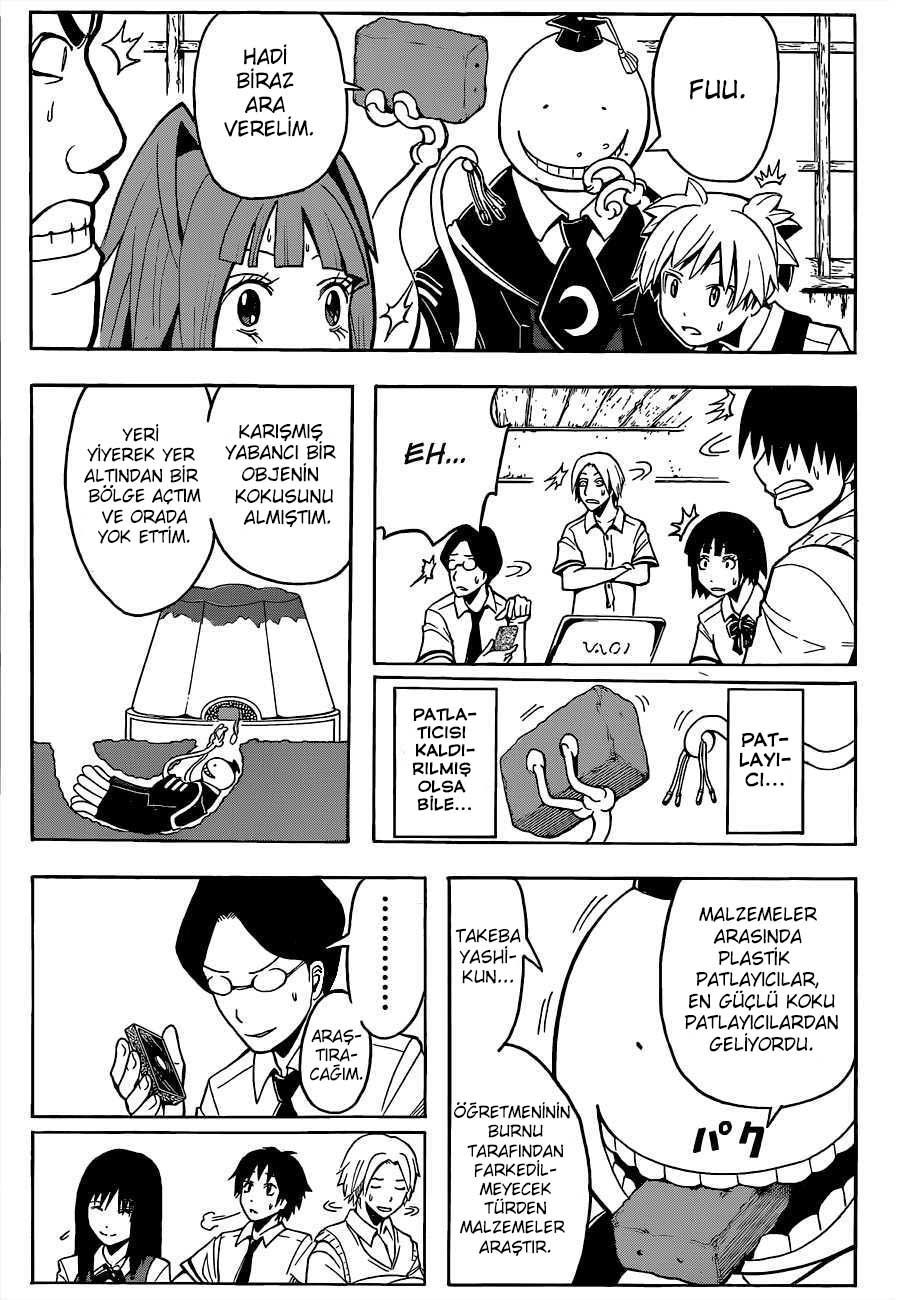 FUU.
HADİ
BİRAZ
ARA
VERELİM.
EH...
KARIŞMIŞ
YABANCI BİR
OBJENİN
KOKUSUNU
ALMIŞTIM.
YERİ
YİYEREK YER
ALTINDAN BİR
BÖLGE AÇTIM
VE ORADA
YOK ETTİM.
PAT-
LAYI-
CI...
PATLA-
TICISI
KALDI-
RILMIŞ
OLSA
BİLE...
MALZEMELER
ARASINDA
PLASTİK
PATLAYICILAR,
EN GÜÇLÜ KOKU
PATLAYICILARDAN
GELİYORDU.
パク
TAKEBA
YASHI-
KUN...
ÖĞRETMENİNİN
BURNU
TARAFINDAN
FARKEDİL-
MEYECEK
TÜRDEN
MALZEMELER
ARAŞTIR.
........
ARAŞ-
TIRA-
CAĞIM.